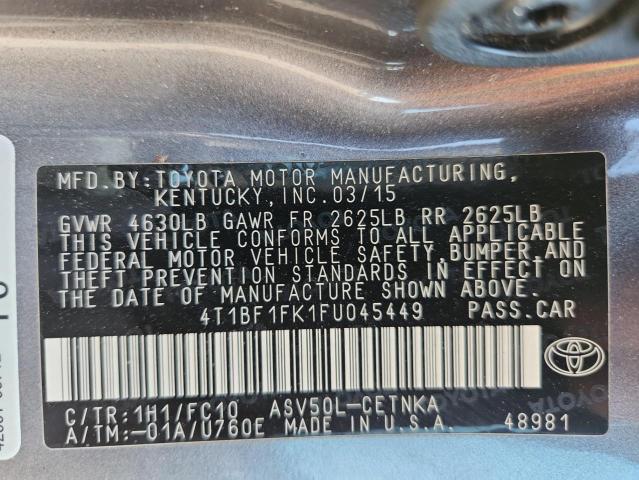 MFD.BY:TOYOTA MOTOR MANUFACTURING,
KENTUCKY, INC.03/15
GVWR 4630LB GAWR FR 2625LB RR 2625LB
THIS VEHICLE CONFORMS TO ALL APPLICABLE
FEDERAL MOTOR VEHICLE SAFETY,BUMPER,AND
THEFT PREVENTION STANDARDS IN EFFECT ON
THE DATE OF MANUFACTURE SHOWN ABOVE.
4T1BF1FK1FU045449 PASS.CAR
C/TR:1H1/FC10 ASV50L-CETNKA
A/TM:-01A/U760E MADE IN U.S.A. 48981